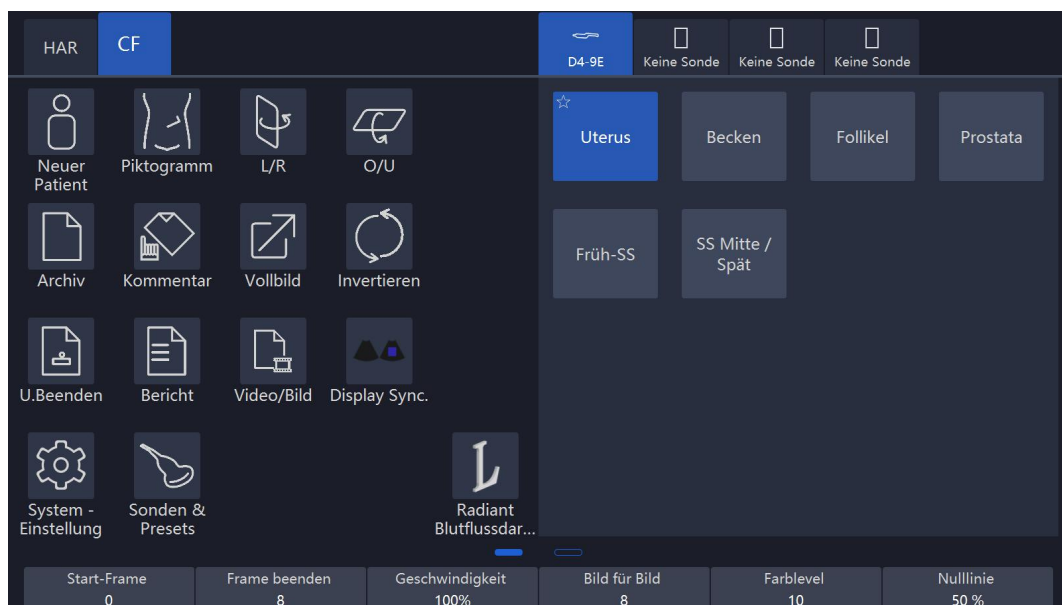 HAR
CF
D4-9E
Keine Sonde
Keine Sonde
Keine Sonde
Neuer
Patient
Piktogramm
L/R
O/U
Archiv
Kommentar
Vollbild
Invertieren
U.Beenden
Bericht
Video/Bild
Display Sync.
System -
Einstellung
Sonden &
Presets
L
Radiant
Blutflussdar...
Uterus
Becken
Follikel
Prostata
Früh-SS
SS Mitte /
Spät
Start-Frame
0
Frame beenden
8
Geschwindigkeit
100%
Bild für Bild
8
Farblevel
10
Nulllinie
50 %